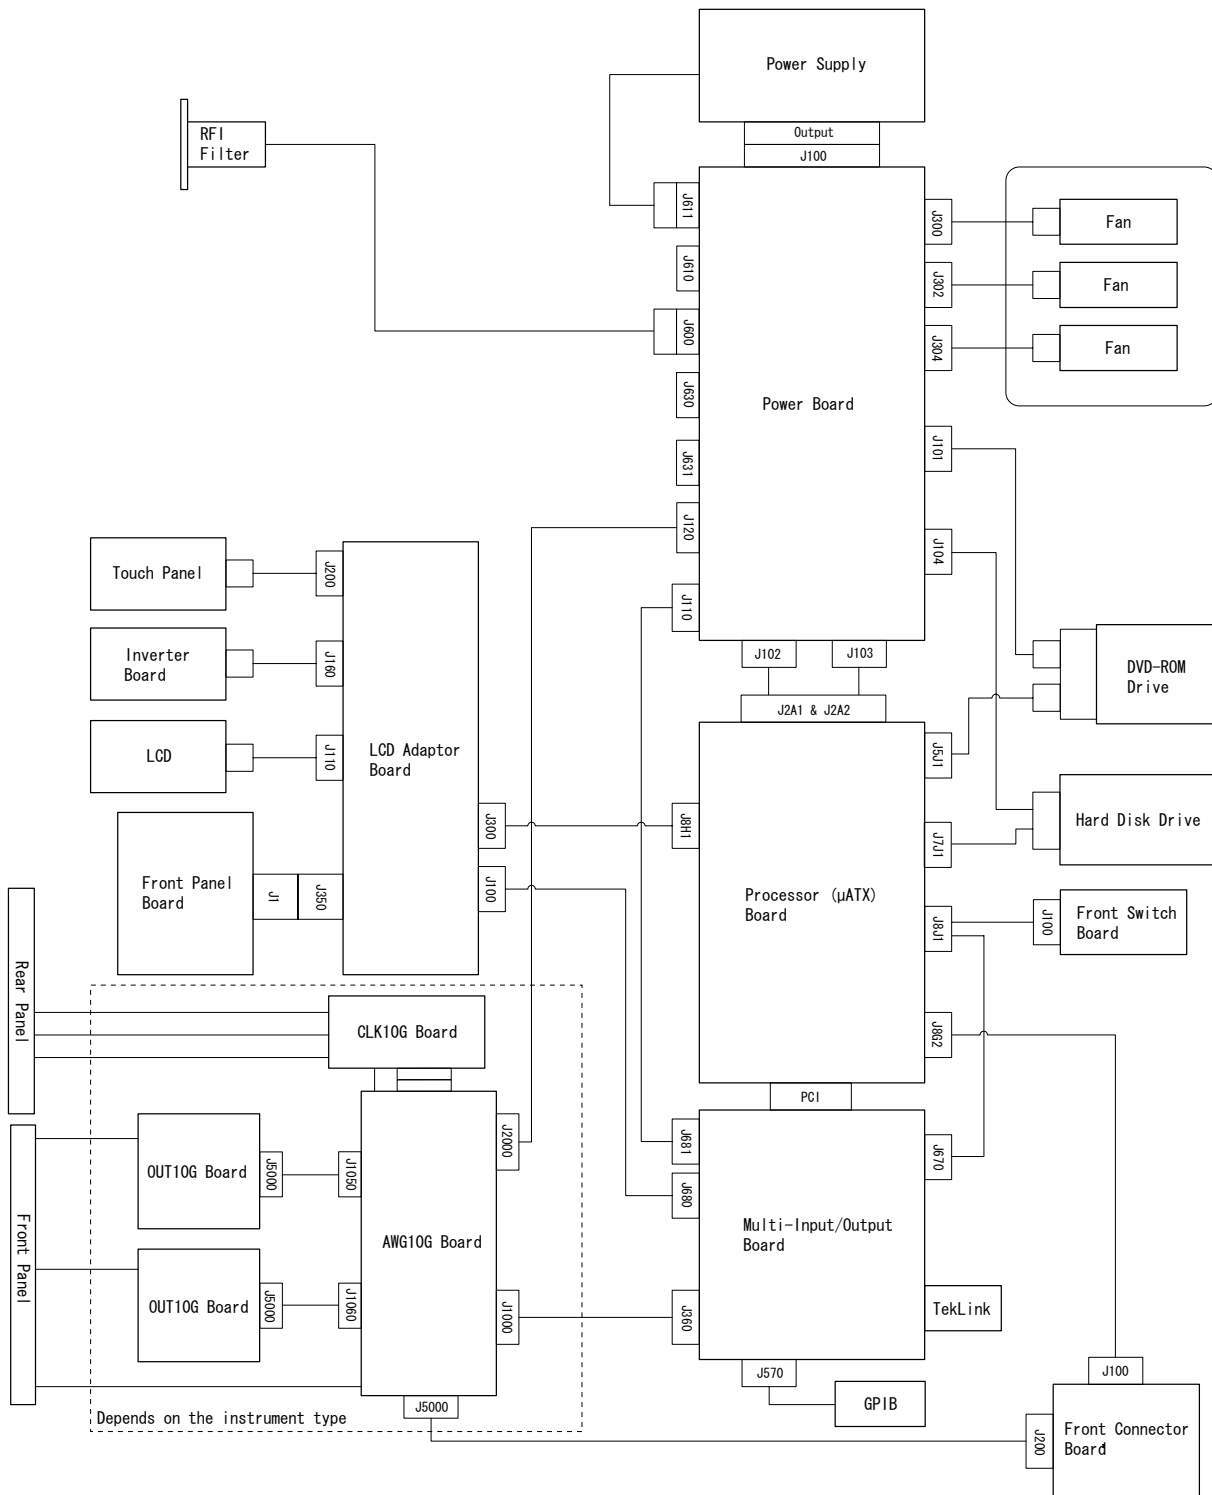 Power Supply
Output
J100
RFI
Filter
J611
J610
J600
J630
J631
J120
J110
Power Board
J300
J302
J304
J101
J104
Fan
Fan
Fan
J102
J103
J2A1 & J2A2
Touch Panel
J200
Inverter
Board
J160
LCD
J110
LCD Adaptor
Board
J300
J100
Front Panel
Board
J1
J350
J8H1
Processor (µATX)
Board
J5J1
J7J1
J8J1
J8G2
DVD-ROM
Drive
Hard Disk Drive
J100
Front Switch
Board
Rear Panel
CLK10G Board
PCI
Front Panel
OUT10G Board
J5000
J1050
OUT10G Board
J5000
J1060
AWG10G Board
J2000
J1000
J5000
Depends on the instrument type
J681
J680
J360
Multi-Input/Output
Board
J670
TekLink
J570
GPIB
J100
J200
Front Connector
Board